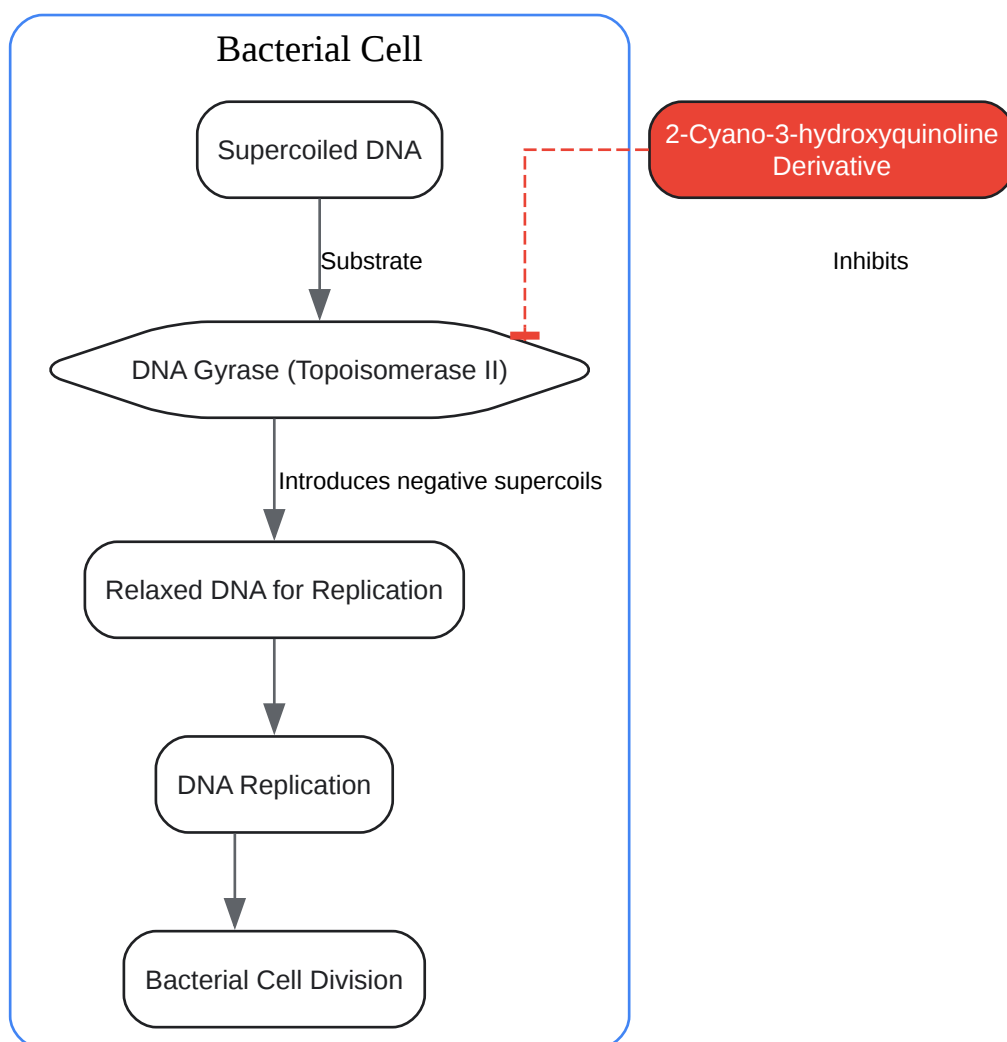 Bacterial Cell
Supercoiled DNA
2-Cyano-3-hydroxyquinoline
Derivative
Substrate
Inhibits
DNA Gyrase (Topoisomerase II)
Introduces negative supercoils
Relaxed DNA for Replication
DNA Replication
Bacterial Cell Division